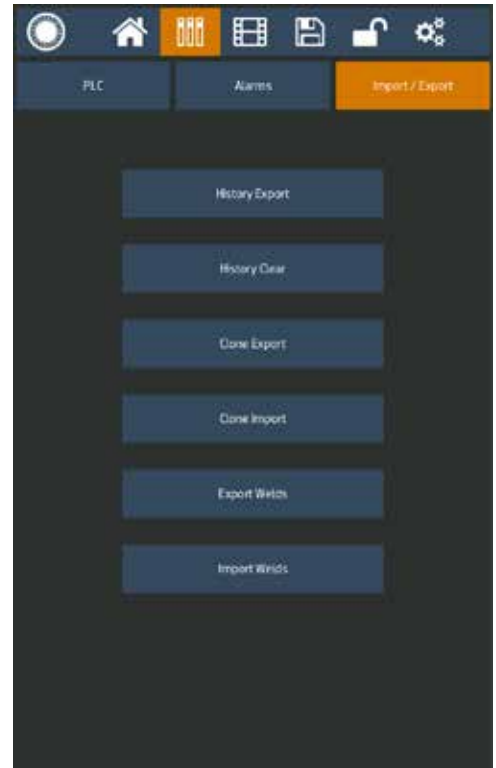 PLC
Alarms
Import / Export
History Export
History Clear
Clone Export
Clone Import
Export Welds
Import Welds